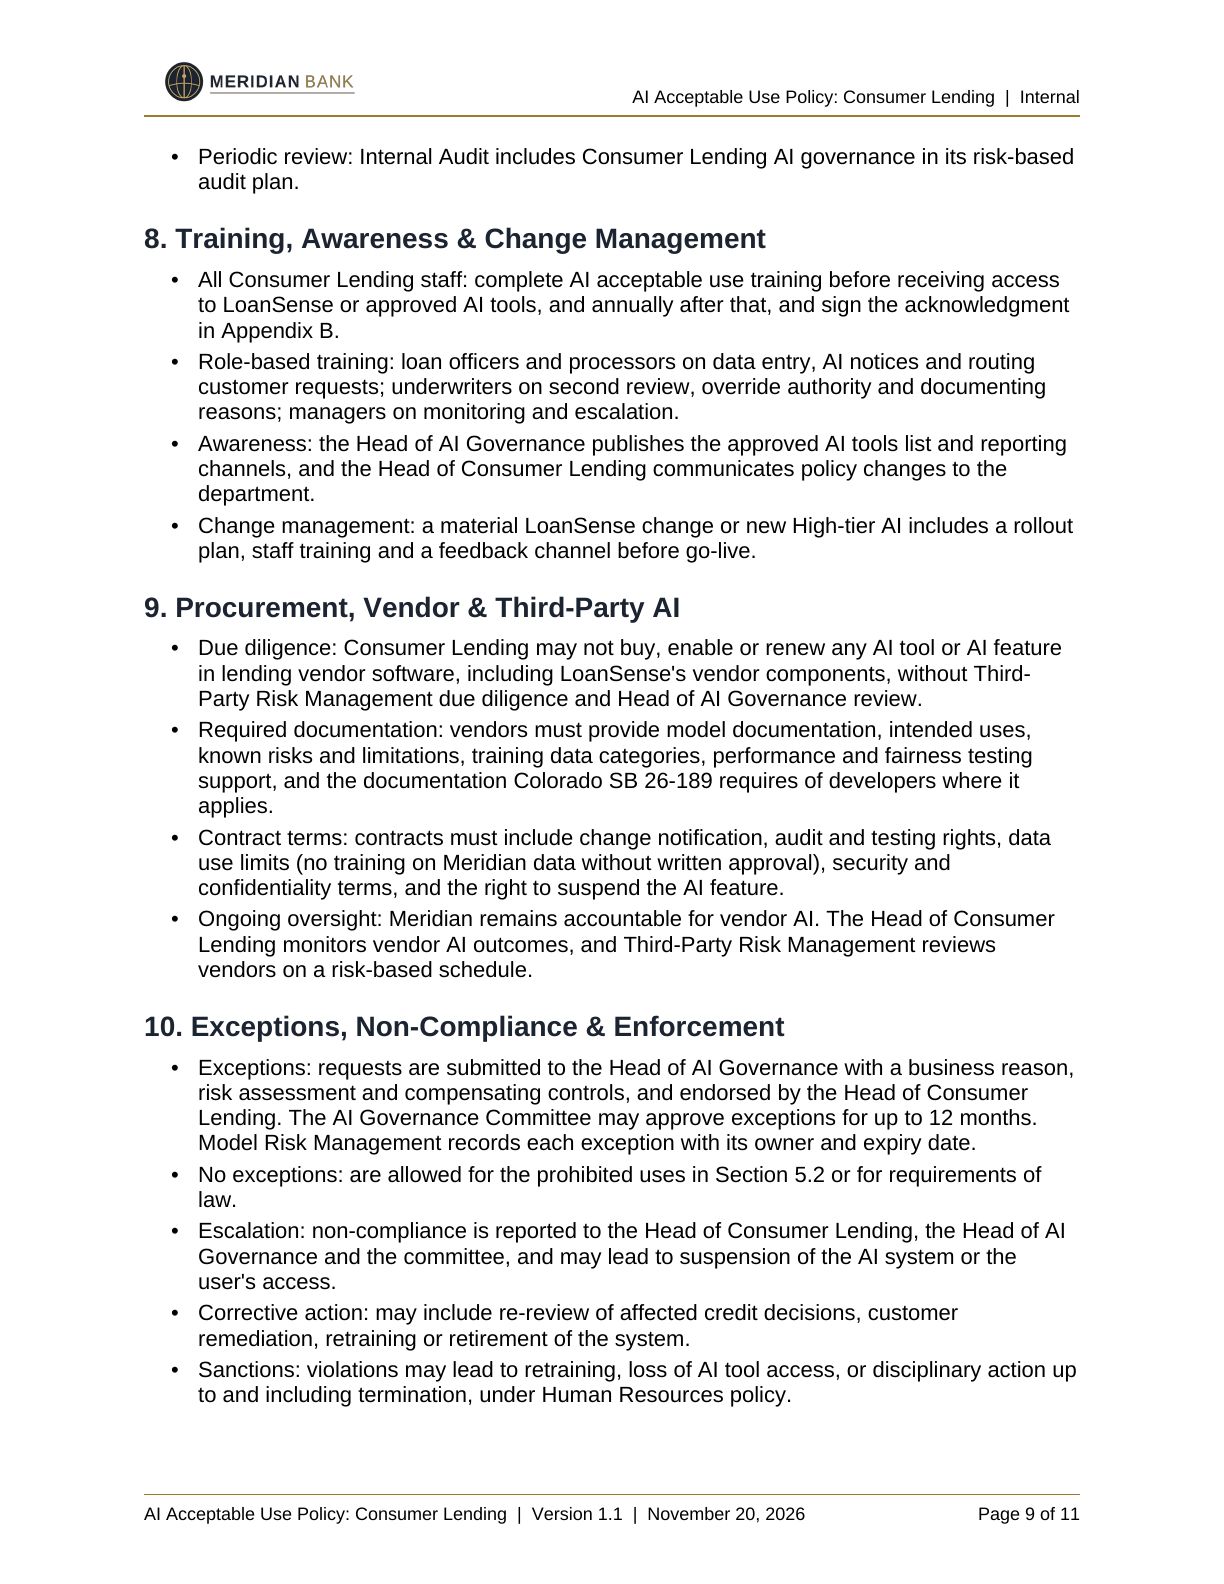 MERIDIAN BANK
AI Acceptable Use Policy: Consumer Lending | Internal
• Periodic review: Internal Audit includes Consumer Lending AI governance in its risk-based
audit plan.
8. Training, Awareness & Change Management
• All Consumer Lending staff: complete AI acceptable use training before receiving access
to LoanSense or approved AI tools, and annually after that, and sign the acknowledgment
in Appendix B.
• Role-based training: loan officers and processors on data entry, AI notices and routing
customer requests; underwriters on second review, override authority and documenting
reasons; managers on monitoring and escalation.
• Awareness: the Head of AI Governance publishes the approved AI tools list and reporting
channels, and the Head of Consumer Lending communicates policy changes to the
department.
• Change management: a material LoanSense change or new High-tier AI includes a rollout
plan, staff training and a feedback channel before go-live.
9. Procurement, Vendor & Third-Party AI
• Due diligence: Consumer Lending may not buy, enable or renew any AI tool or AI feature
in lending vendor software, including LoanSense's vendor components, without Third-
Party Risk Management due diligence and Head of AI Governance review.
• Required documentation: vendors must provide model documentation, intended uses,
known risks and limitations, training data categories, performance and fairness testing
support, and the documentation Colorado SB 26-189 requires of developers where it
applies.
• Contract terms: contracts must include change notification, audit and testing rights, data
use limits (no training on Meridian data without written approval), security and
confidentiality terms, and the right to suspend the AI feature.
• Ongoing oversight: Meridian remains accountable for vendor AI. The Head of Consumer
Lending monitors vendor AI outcomes, and Third-Party Risk Management reviews
vendors on a risk-based schedule.
10. Exceptions, Non-Compliance & Enforcement
• Exceptions: requests are submitted to the Head of AI Governance with a business reason,
risk assessment and compensating controls, and endorsed by the Head of Consumer
Lending. The AI Governance Committee may approve exceptions for up to 12 months.
Model Risk Management records each exception with its owner and expiry date.
• No exceptions: are allowed for the prohibited uses in Section 5.2 or for requirements of
law.
• Escalation: non-compliance is reported to the Head of Consumer Lending, the Head of AI
Governance and the committee, and may lead to suspension of the AI system or the
user's access.
• Corrective action: may include re-review of affected credit decisions, customer
remediation, retraining or retirement of the system.
• Sanctions: violations may lead to retraining, loss of AI tool access, or disciplinary action up
to and including termination, under Human Resources policy.
AI Acceptable Use Policy: Consumer Lending | Version 1.1 | November 20, 2026
Page 9 of 11